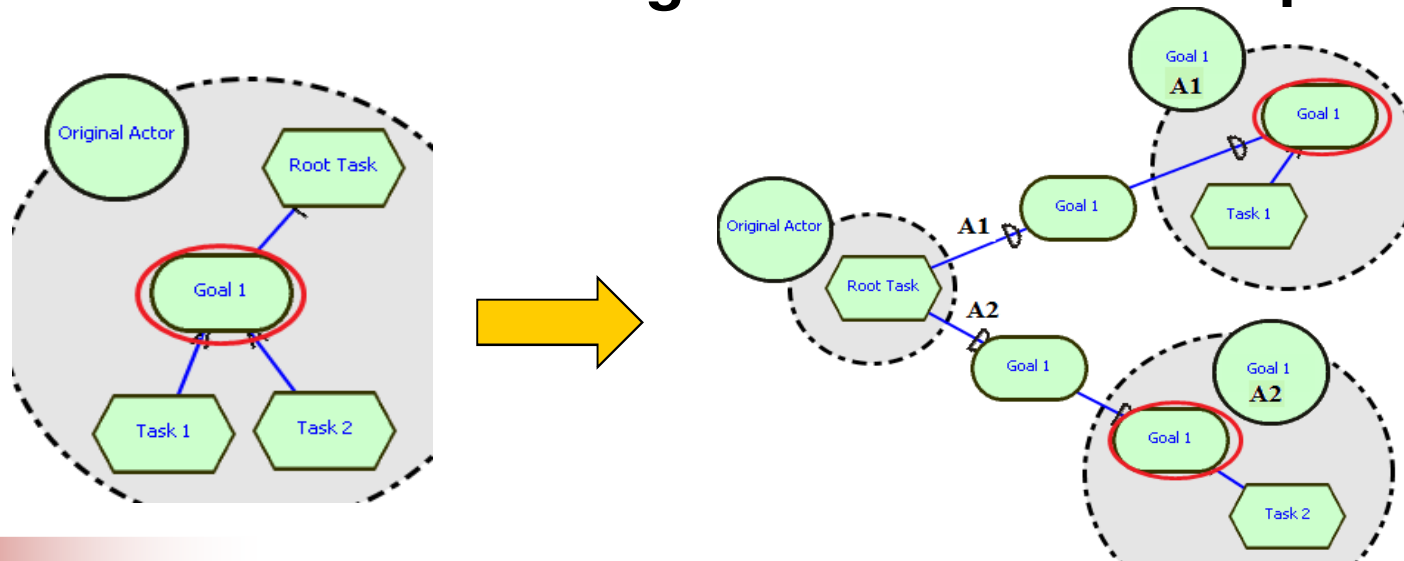 Original Actor
Root Task
Goal 1
Task 1
Task 2
Goal 1
A1
Goal 1
Task 1
Goal 1
A1
Original Actor
Root Task
A2
Goal 1
Goal 1
A2
Goal 1
Task 2